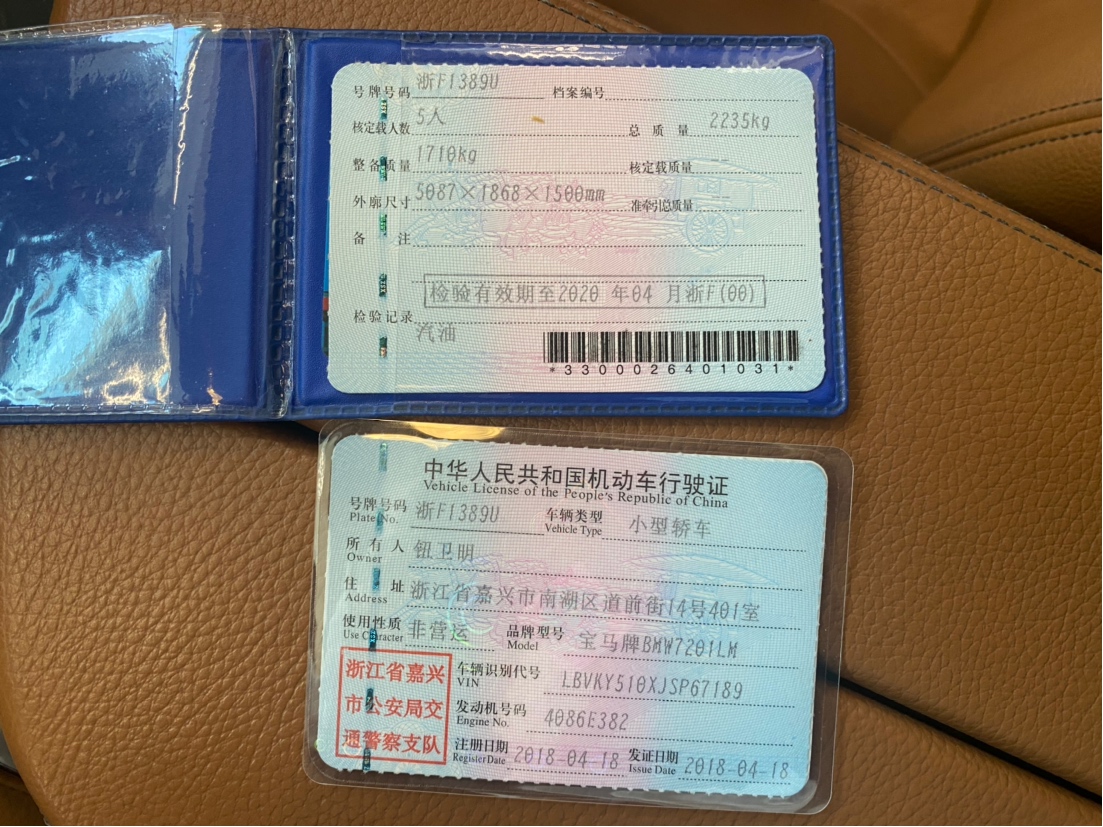 号牌号码 浙F1389U 档案编号
核定载人数 5人 总质量 2235kg
整备质量 1710kg 核定载质量
外廓尺寸 5087×1868×1500mm 准牵引总质量
备注
检验有效期至2020 年04 月浙F(00)
检验记录
汽油
*3300026401031*
中华人民共和国机动车行驶证
Vehicle License of the People's Republic of China
号牌号码 浙F1389U 车辆类型 小型轿车
Plate No. Vehicle Type
所有人 钮卫明
Owner
住址 浙江省嘉兴市南湖区道前街14号401室
Address
使用性质 非营运 品牌型号 宝马牌BMW7201LM
Use Character Model
浙江省嘉兴
市公安局交
通警察支队
车辆识别代号 LBVKY510XJSP67189
VIN
发动机号码 4086E382
Engine No.
注册日期 2018-04-18 发证日期 2018-04-18
Register Date Issue Date